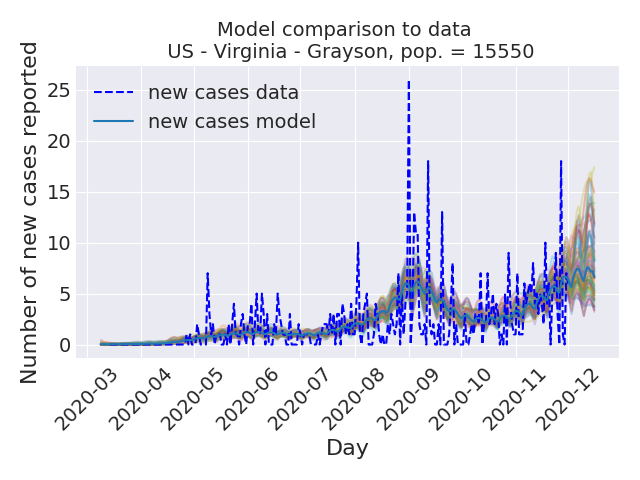 Model comparison to data
US - Virginia - Grayson, pop. = 15550
Number of new cases reported
25
20
15
10
5
0
new cases data
new cases model
2020-03
2020-04
2020-05
2020-06
2020-07
2020-08
2020-09
2020-10
2020-11
2020-12
Day